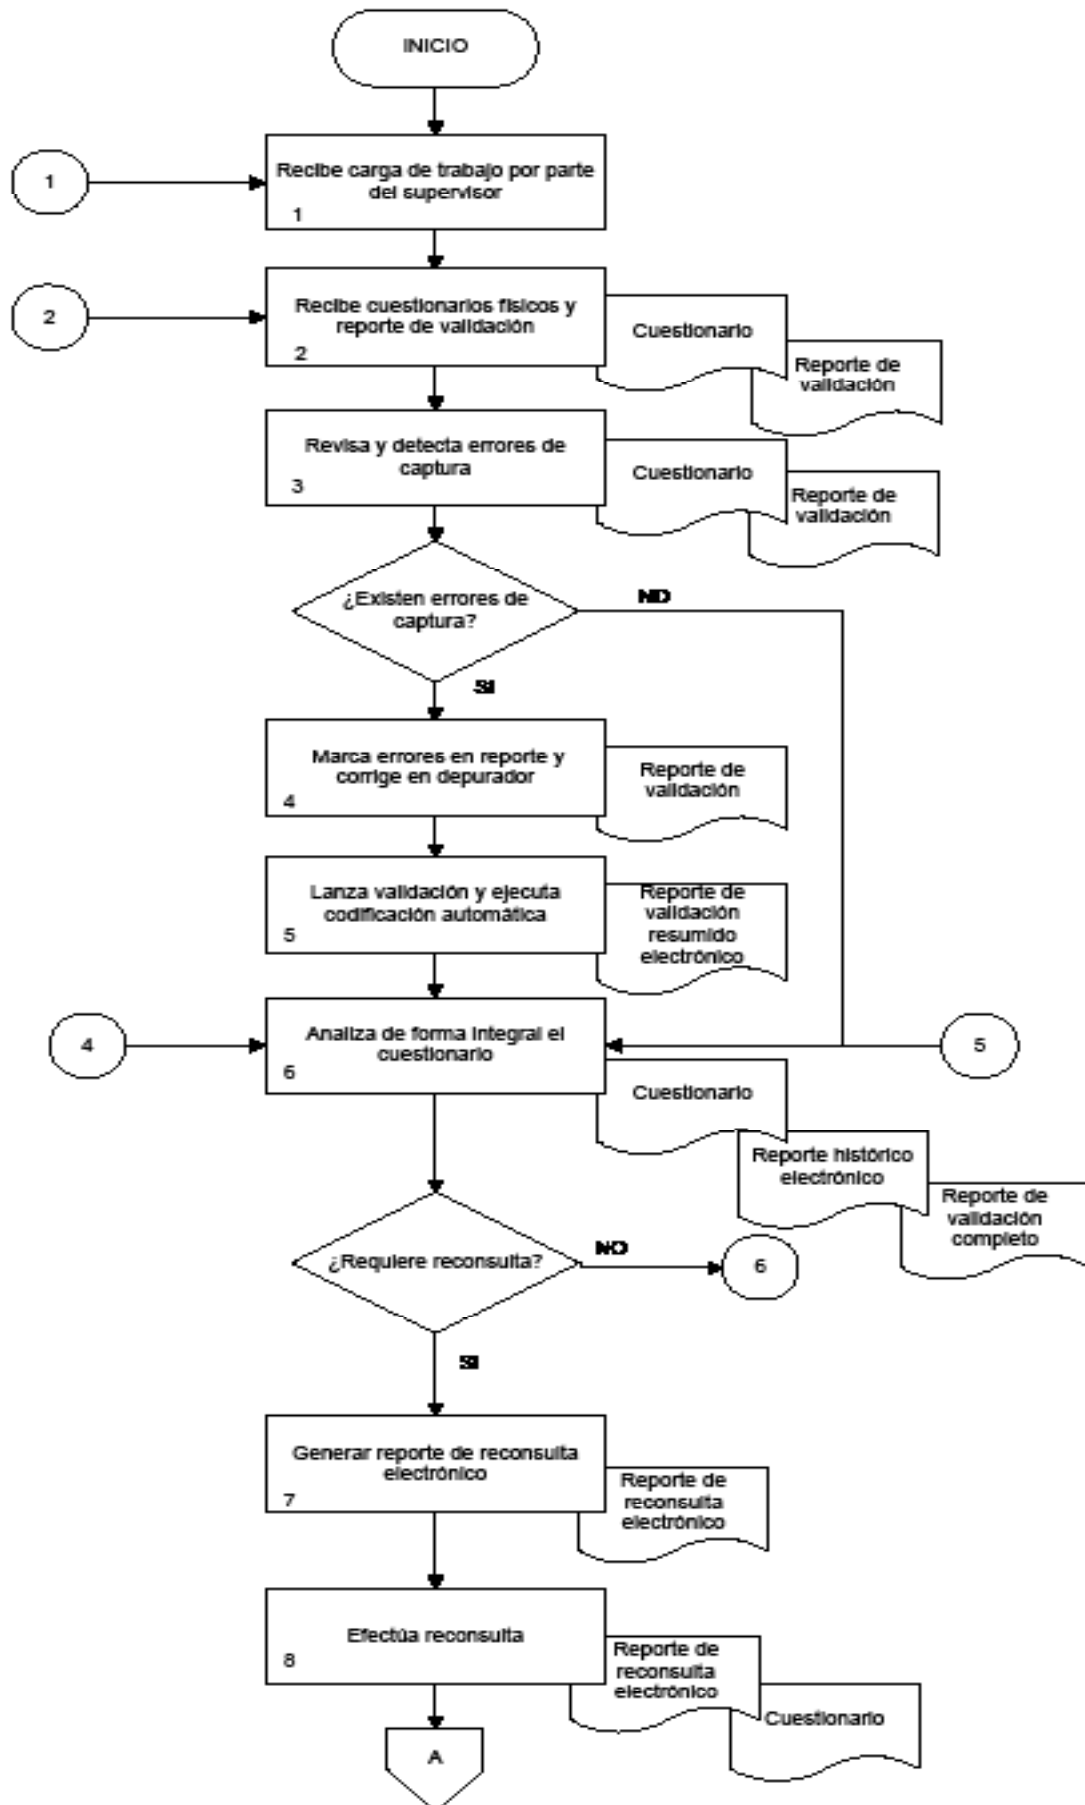 INICIO
1
Recibe carga de trabajo por parte
del supervisor
1
2
Recibe cuestionarios físicos y
reporte de validación
2
Cuestionario
Reporte de
validación
Revisa y detecta errores de
captura
3
Cuestionario
Reporte de
validación
¿Existen errores de
captura?
NO
SI
Marca errores en reporte y
corrige en depurador
4
Reporte de
validación
Lanza validación y ejecuta
codificación automática
5
Reporte de
validación
resumido
electrónico
4
Analiza de forma integral el
cuestionario
6
5
Cuestionario
Reporte histórico
electrónico
Reporte de
validación
completo
¿Requiere reconsulta?
NO
6
SI
Generar reporte de reconsulta
electrónico
7
Reporte de
reconsulta
electrónico
Efectúa reconsulta
8
Reporte de
reconsulta
electrónico
Cuestionario
A